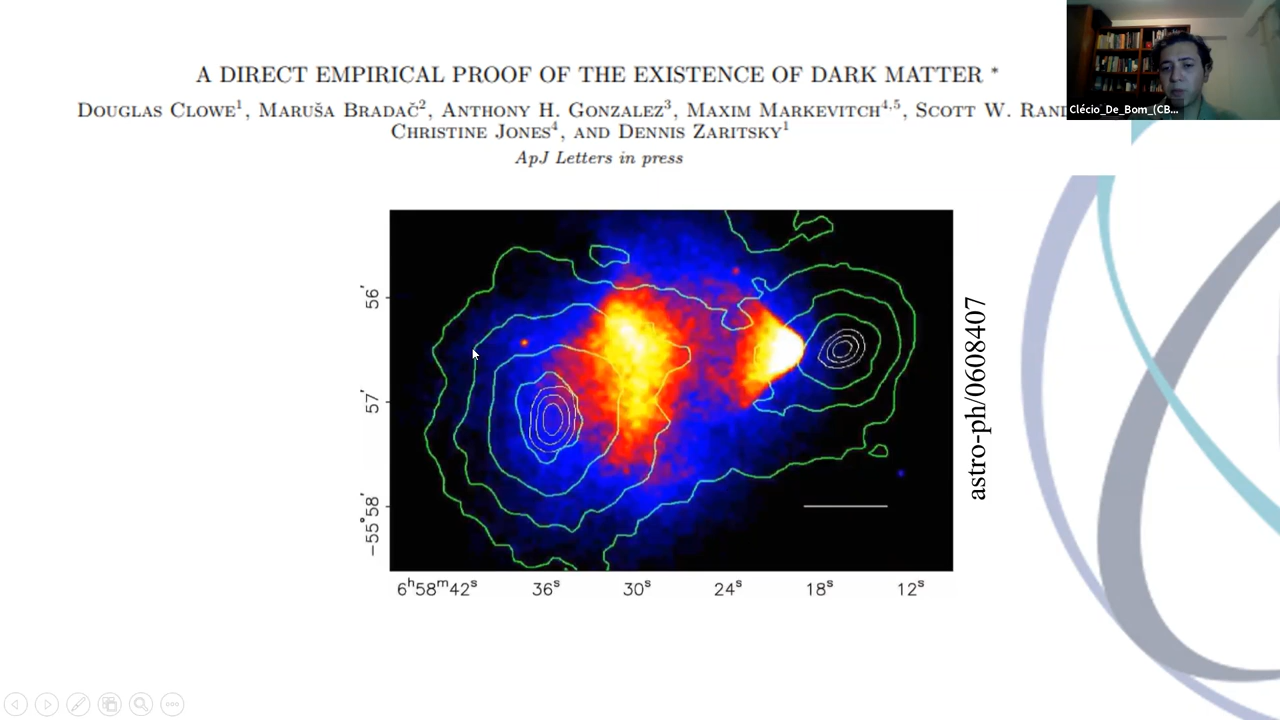 A DIRECT EMPIRICAL PROOF OF THE EXISTENCE OF DARK MATTER *
Douglas Clowe¹, Maruša Bradač², Anthony H. Gonzalez³, Maxim Markevitch⁴,⁵, Scott W. Rand
Christine Jones⁴, and Dennis Zaritsky¹
ApJ Letters in press
Clécio_De_Bom_(CB...
56′
57′
−55°58′
6ʰ58ᵐ42ˢ 36ˢ 30ˢ 24ˢ 18ˢ 12ˢ
astro-ph/0608407